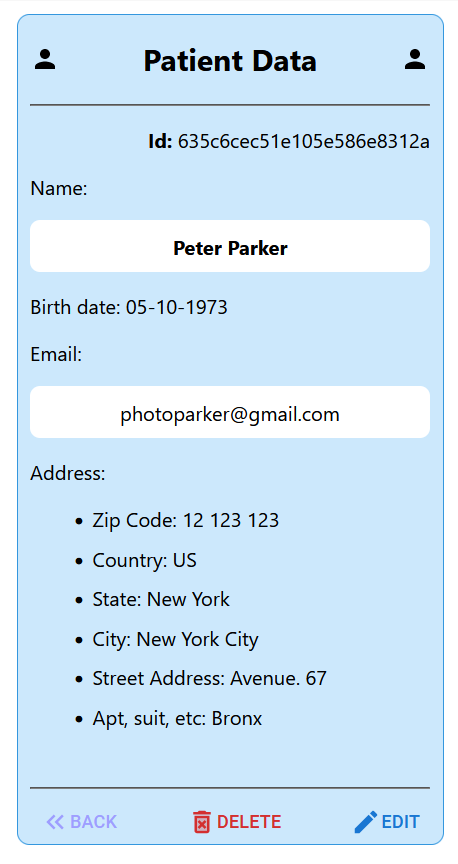 Patient Data
Id: 635c6cec51e105e586e8312a
Name:
Peter Parker
Birth date: 05-10-1973
Email:
photoparker@gmail.com
Address:
• Zip Code: 12 123 123
• Country: US
• State: New York
• City: New York City
• Street Address: Avenue. 67
• Apt, suit, etc: Bronx
BACK DELETE EDIT